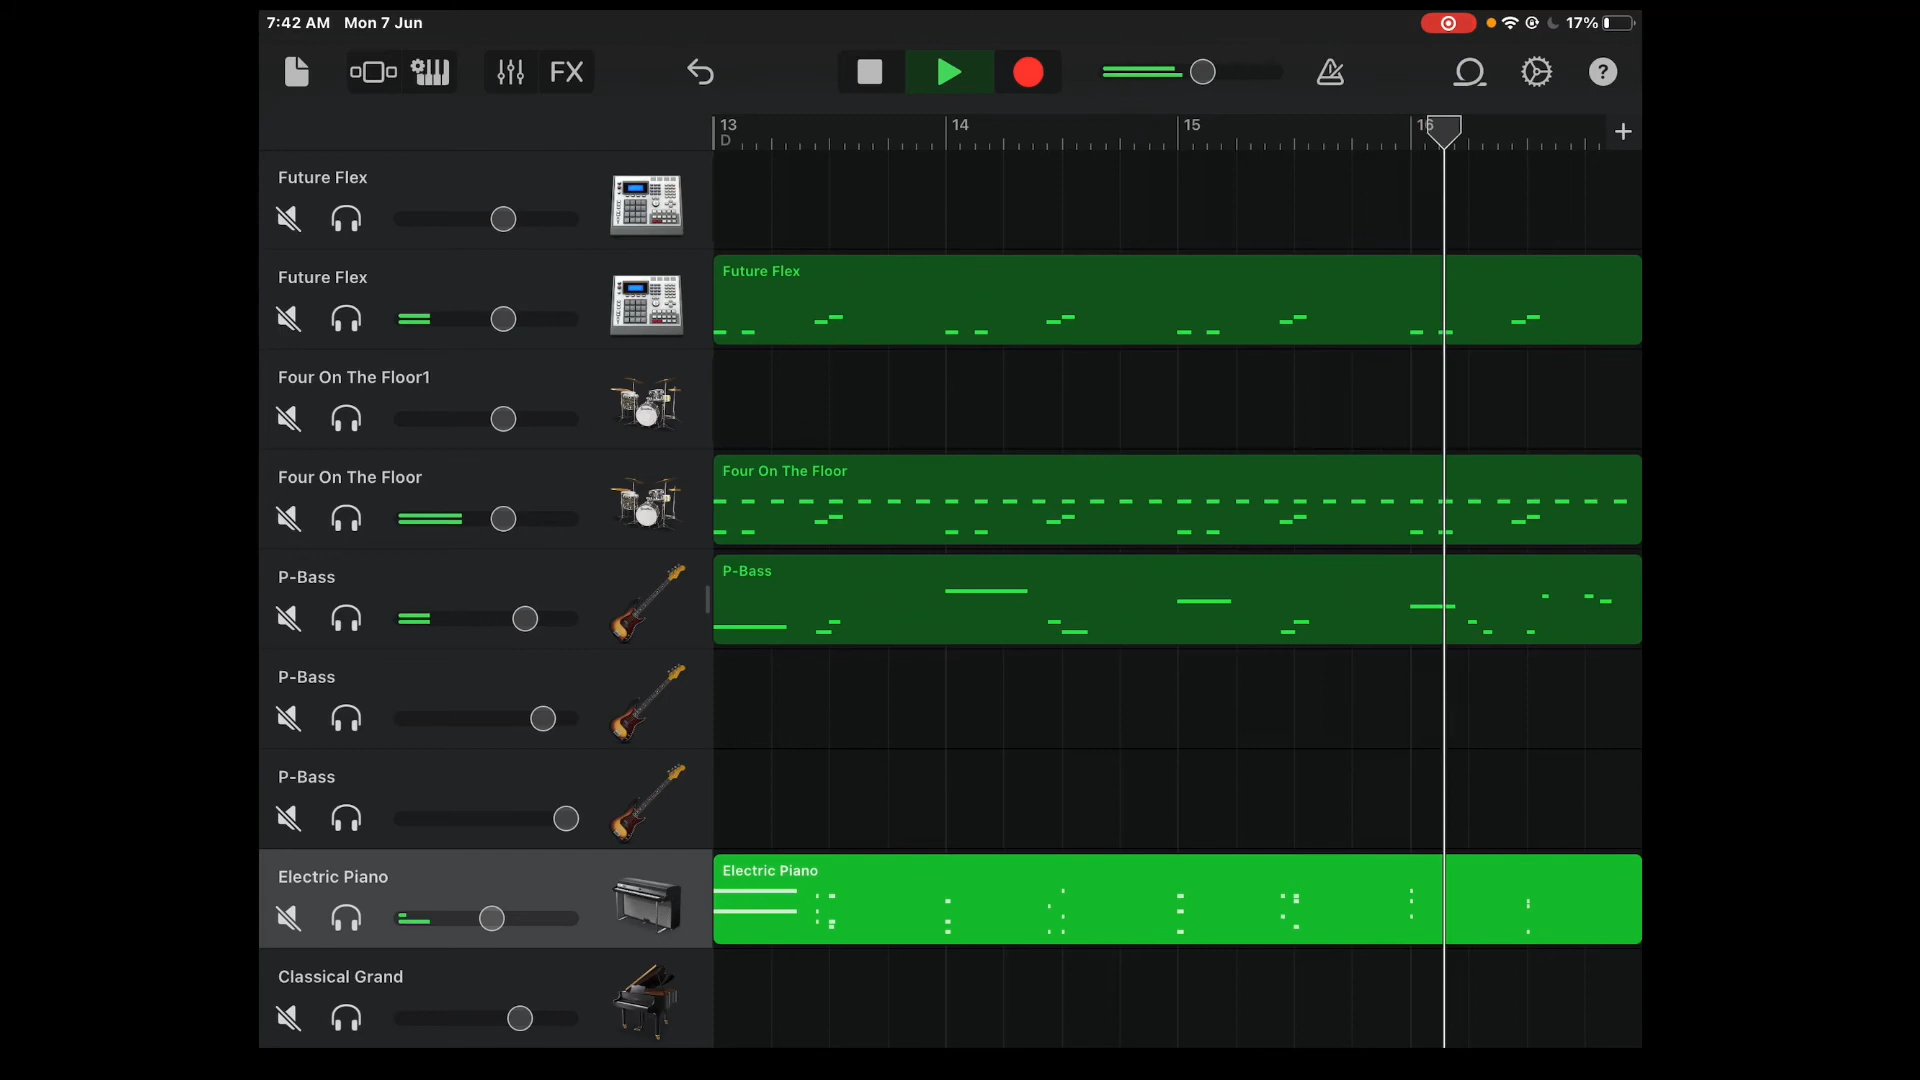 7:42 AM Mon 7 Jun
17%
FX
?
13 14 15 16
D
Future Flex
Future Flex
Future Flex
Four On The Floor1
Four On The Floor
Four On The Floor
P-Bass
P-Bass
P-Bass
P-Bass
Electric Piano
Electric Piano
Classical Grand